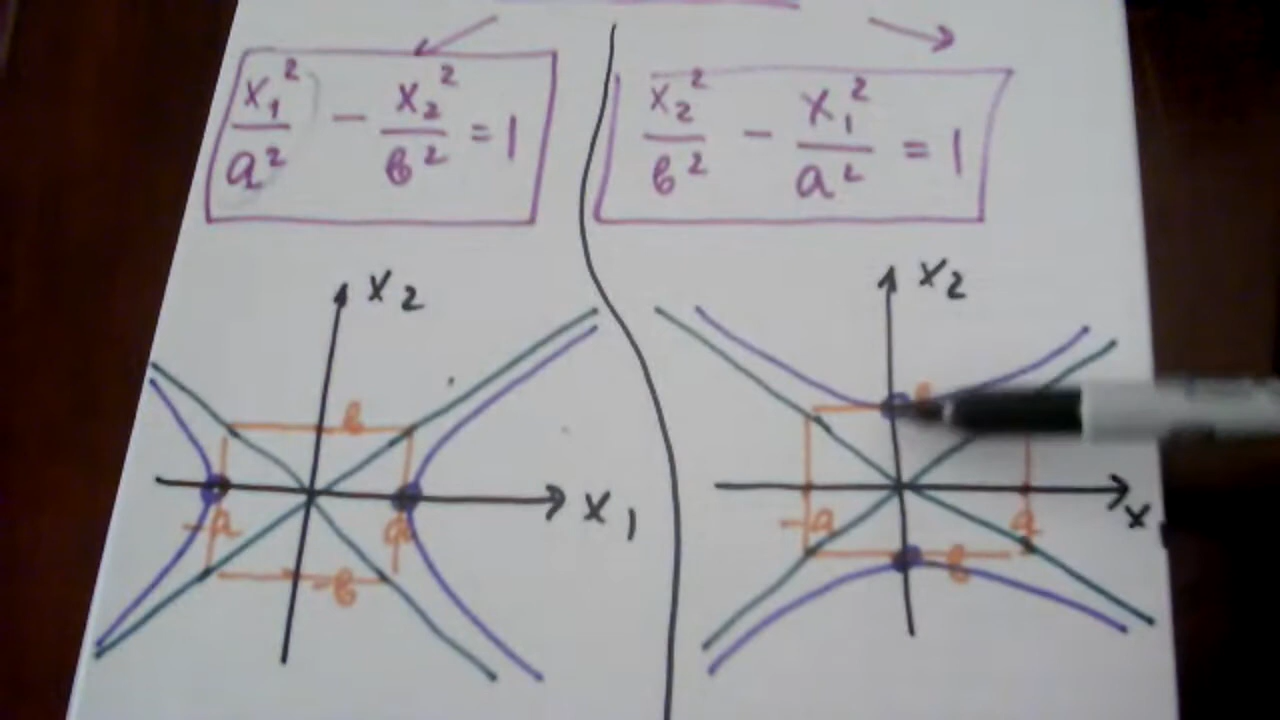 x₁²/a² - x₂²/b² = 1
x₂²/b² - x₁²/a² = 1
x₂
b
-a
a
x₁
-b
x₂
-a
a
x
b